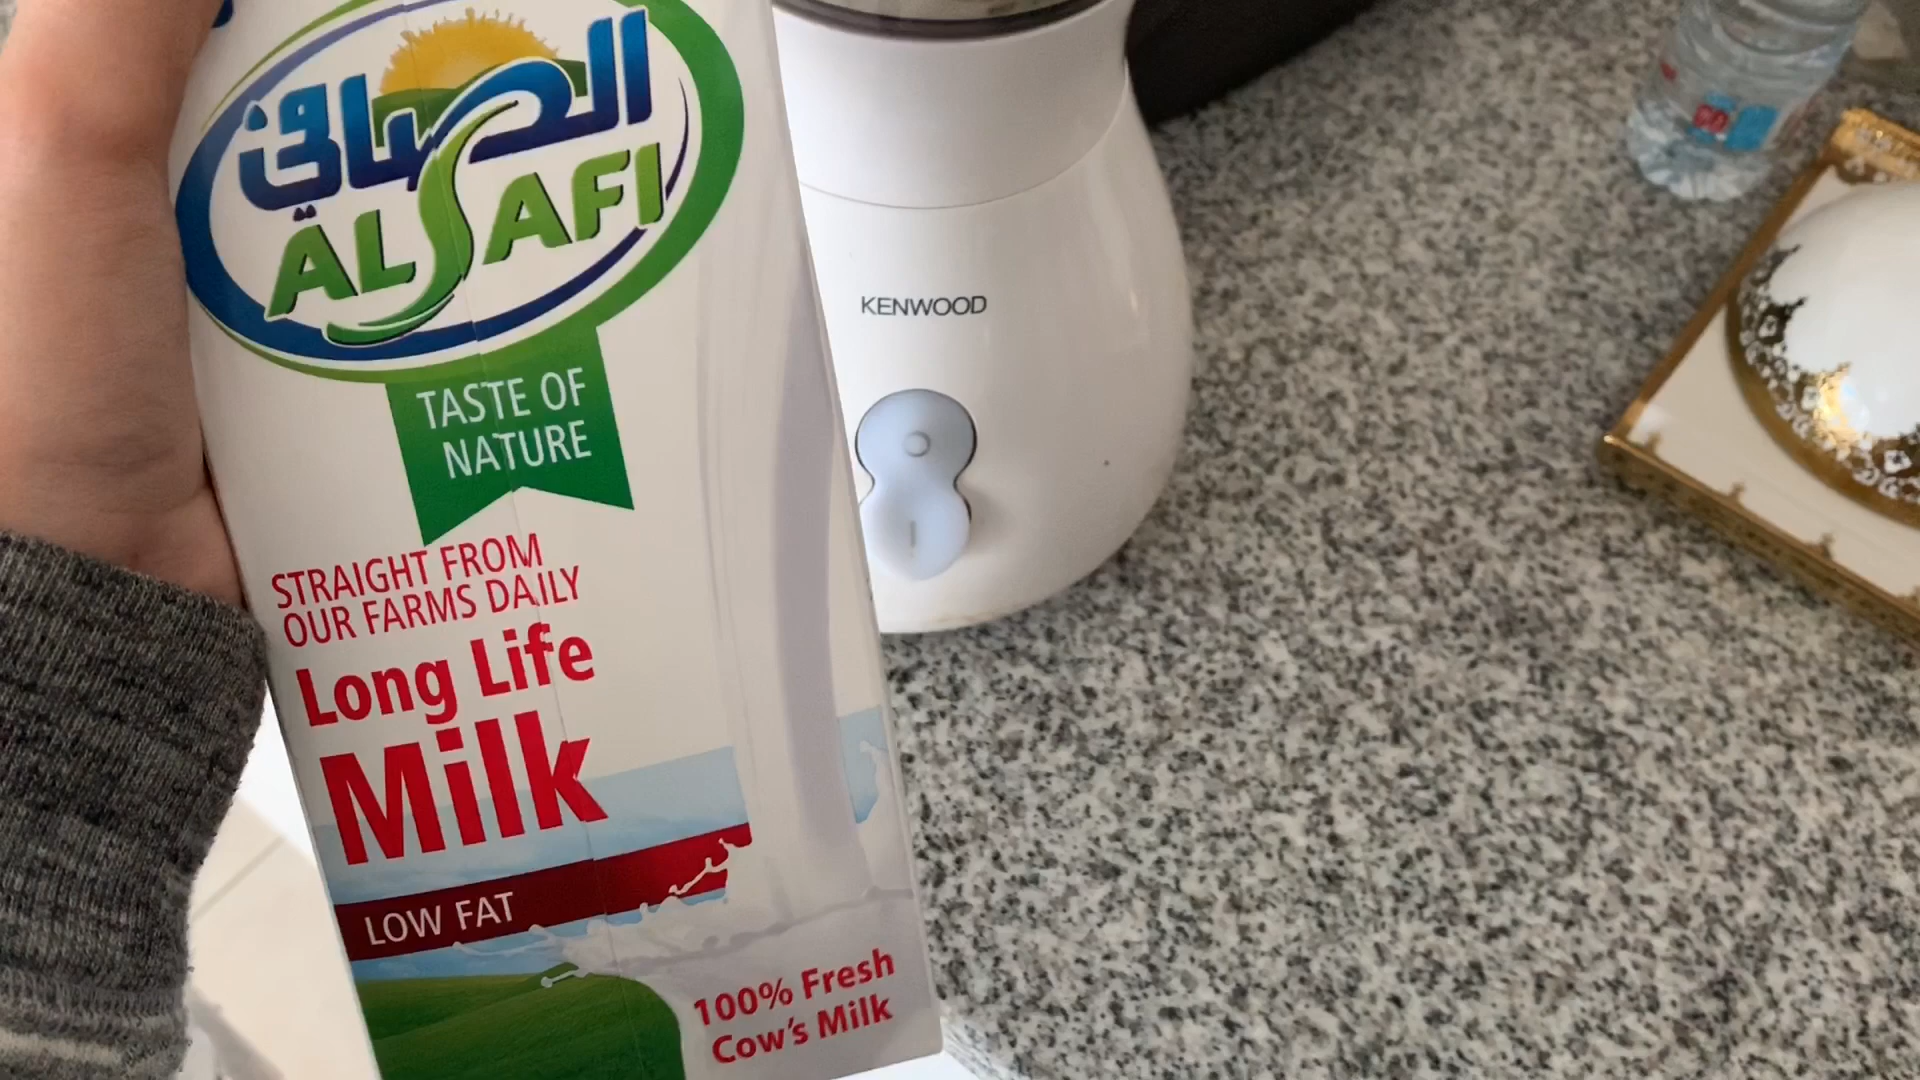 الصافي
ALSAFI
TASTE OF
NATURE
STRAIGHT FROM
OUR FARMS DAILY
Long Life
Milk
LOW FAT
100% Fresh
Cow's Milk
KENWOOD